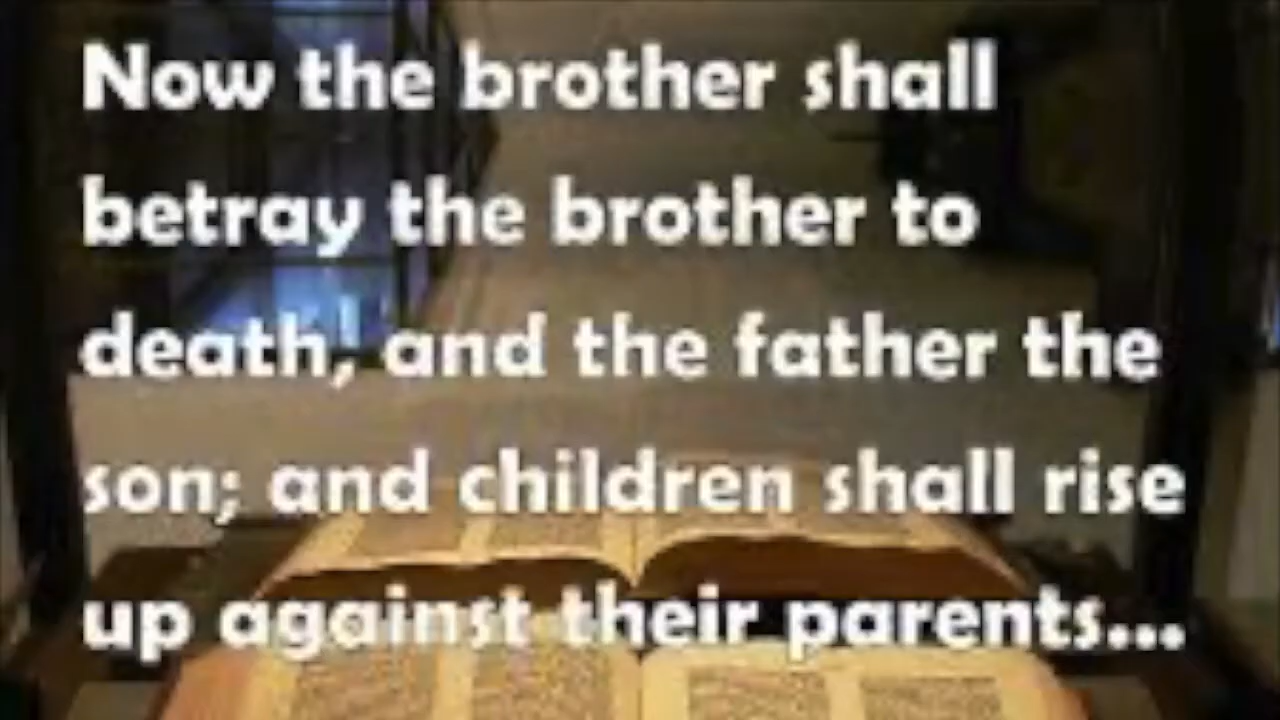 Now the brother shall
betray the brother to
death, and the father the
son; and children shall rise
up against their parents...